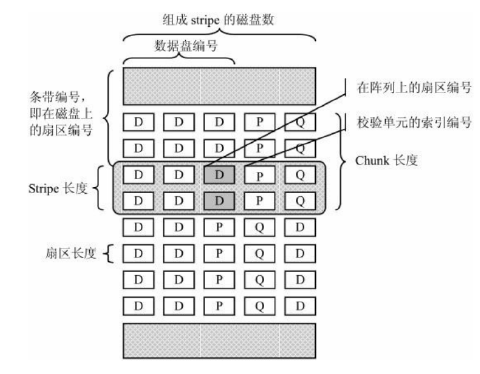 组成 stripe 的磁盘数
数据盘编号
条带编号，
即在磁盘上
的扇区编号
在阵列上的扇区编号
校验单元的索引编号
Chunk 长度
Stripe 长度
扇区长度
D D D P Q
D D D P Q
D D D P Q
D D D P Q
D D P Q D
D D P Q D
D D P Q D
D D P Q D